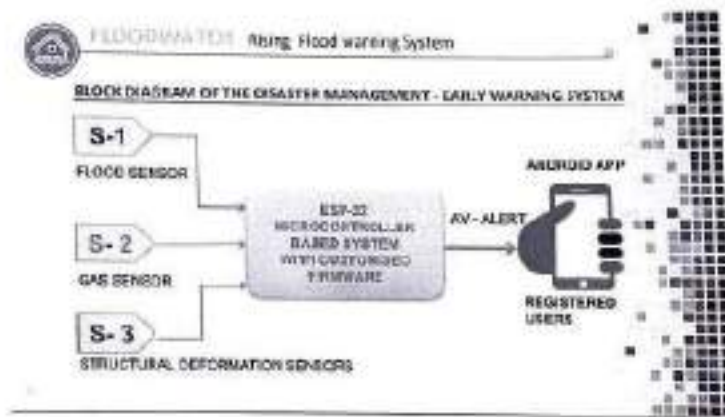 FLOODWATCH Rising Flood warning System
BLOCK DIAGRAM OF THE DISASTER MANAGEMENT - EARLY WARNING SYSTEM
S-1
FLOOD SENSOR
S- 2
GAS SENSOR
S- 3
STRUCTURAL DEFORMATION SENSORS
ESP-32
MICROCONTROLLER
BASED SYSTEM
WITH CUSTOMISED
FIRMWARE
AV- ALERT
ANDROID APP
REGISTERED
USERS